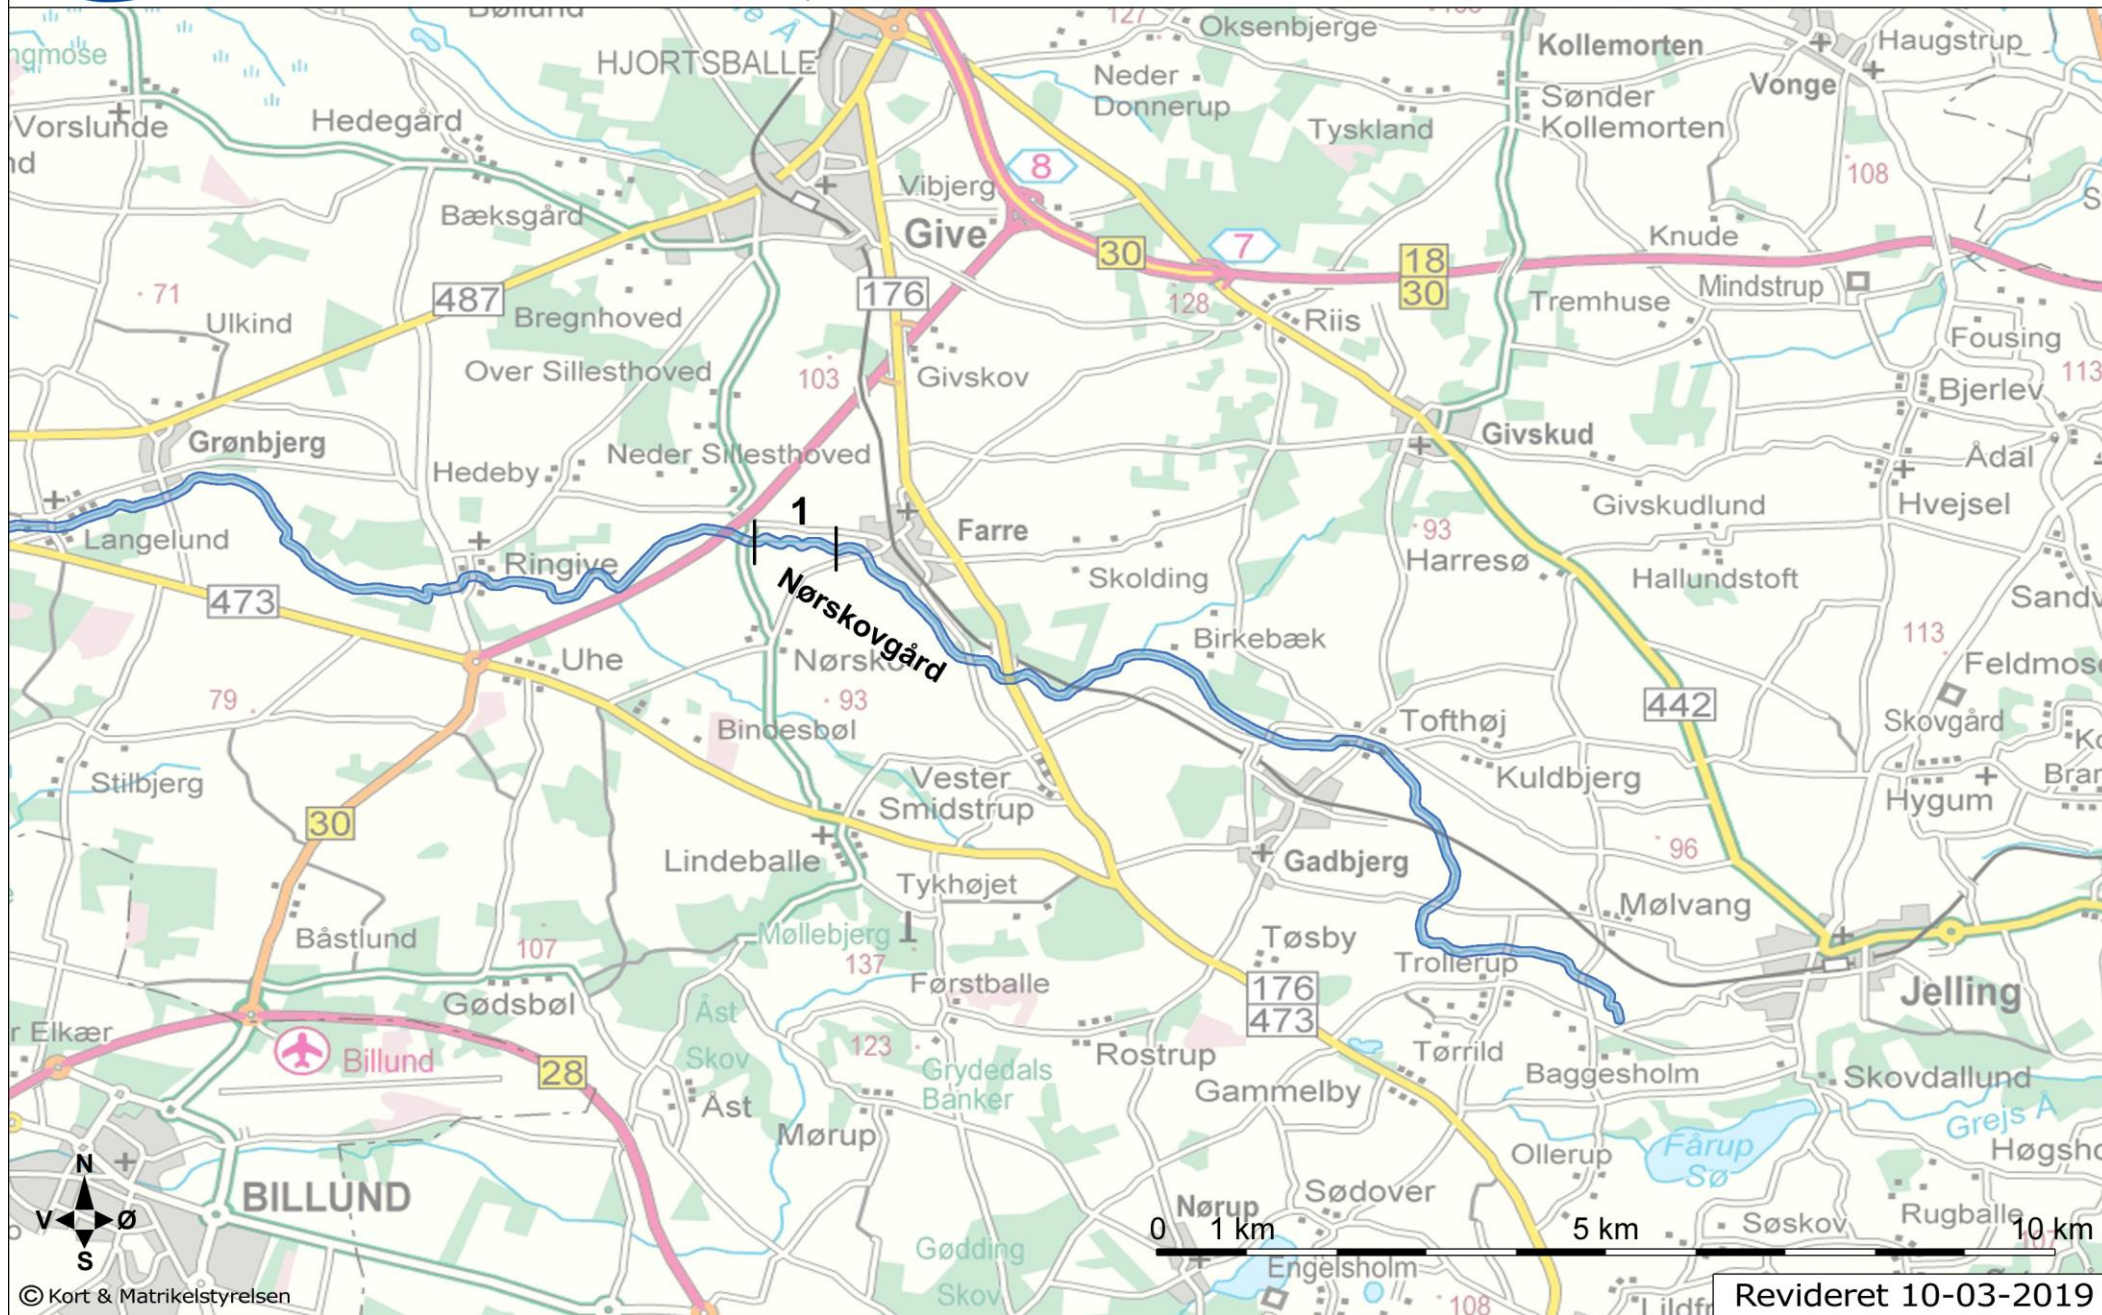 Bøllund
127
Oksenbjerge
Kollemorten
Haugstrup
HJORTSBALLE
Neder
Donnerup
Vonge
Sønder
Kollemorten
Vorslunde
Hedegård
Tyskland
8
108
Vibjerg
Bæksgård
Give
Knude
30
7
18
30
71
487
176
128
Tremhuse
Mindstrup
Ulkind
Bregnhoved
Riis
Fousing
Over Sillesthoved
103
Givskov
113
Bjerlev
Grønbjerg
Hedeby
Neder Sillesthoved
Givskud
Ådal
Givskudlund
Hvejsel
1
Langelund
Farre
93
Ringive
Harresø
Skolding
Hallundstoft
473
Nørskovgård
Birkebæk
113
Uhe
Feldmose
79
93
442
Tofthøj
Skovgård
Bindesbøl
Stilbjerg
Vester
Smidstrup
Kuldbjerg
Hygum
30
96
Lindeballe
Gadbjerg
Tykhøjet
Mølvang
Båstlund
107
Møllebjerg
137
Tøsby
Trollerup
Førstballe
176
473
Jelling
Gødsbøl
Åst
Skov
r Elkær
Billund
123
Rostrup
Tørrild
28
Grydedals
Banker
Gammelby
Baggesholm
Skovdallund
Åst
Mørup
Grejs Å
Fårup
Sø
Ollerup
N
V
Ø
S
BILLUND
Nørup
Sødover
Søskov
Rugballe
0
1 km
5 km
10 km
Gødding
Skov
Engelsholm
108
© Kort & Matrikelstyrelsen
Revideret 10-03-2019